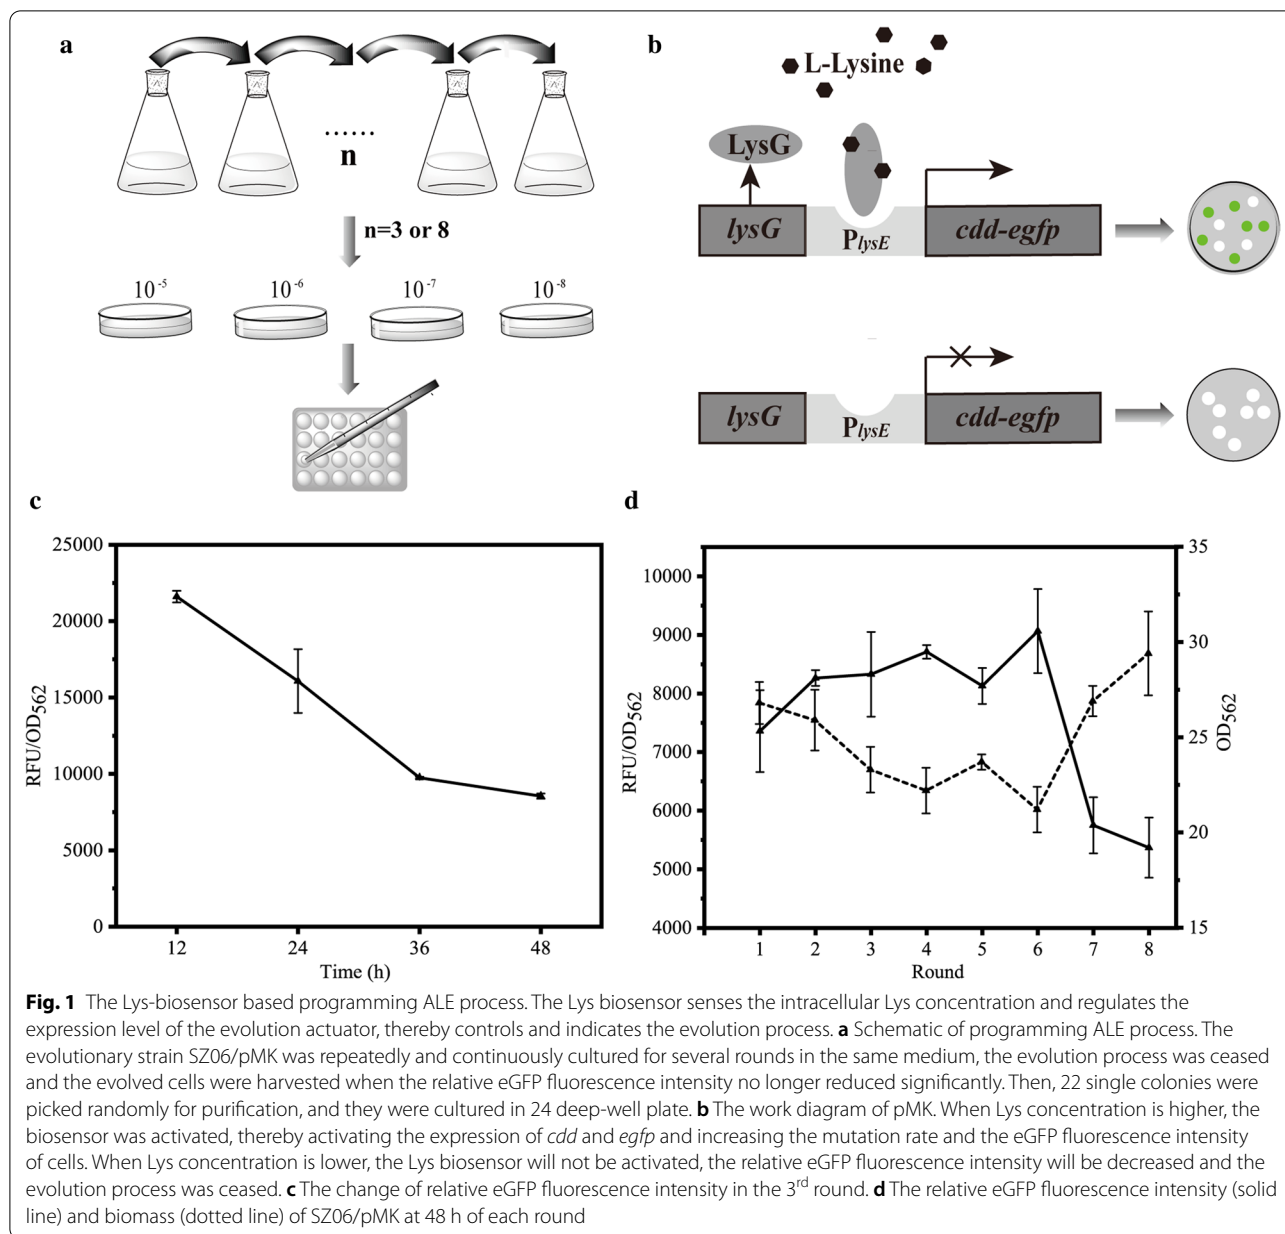 a
......
n
n=3 or 8
10-5
10-6
10-7
10-8
b
L-Lysine
LysG
lysG
PlysE
cdd-egfp
lysG
PlysE
cdd-egfp
c
25000
20000
15000
10000
5000
0
RFU/OD562
12
24
36
48
Time (h)
d
10000
9000
8000
7000
6000
5000
4000
RFU/OD562
35
30
25
20
15
OD562
1
2
3
4
5
6
7
8
Round
Fig. 1 The Lys-biosensor based programming ALE process. The Lys biosensor senses the intracellular Lys concentration and regulates the
expression level of the evolution actuator, thereby controls and indicates the evolution process. a Schematic of programming ALE process. The
evolutionary strain SZ06/pMK was repeatedly and continuously cultured for several rounds in the same medium, the evolution process was ceased
and the evolved cells were harvested when the relative eGFP fluorescence intensity no longer reduced significantly. Then, 22 single colonies were
picked randomly for purification, and they were cultured in 24 deep-well plate. b The work diagram of pMK. When Lys concentration is higher, the
biosensor was activated, thereby activating the expression of cdd and egfp and increasing the mutation rate and the eGFP fluorescence intensity
of cells. When Lys concentration is lower, the Lys biosensor will not be activated, the relative eGFP fluorescence intensity will be decreased and the
evolution process was ceased. c The change of relative eGFP fluorescence intensity in the 3rd round. d The relative eGFP fluorescence intensity (solid
line) and biomass (dotted line) of SZ06/pMK at 48 h of each round